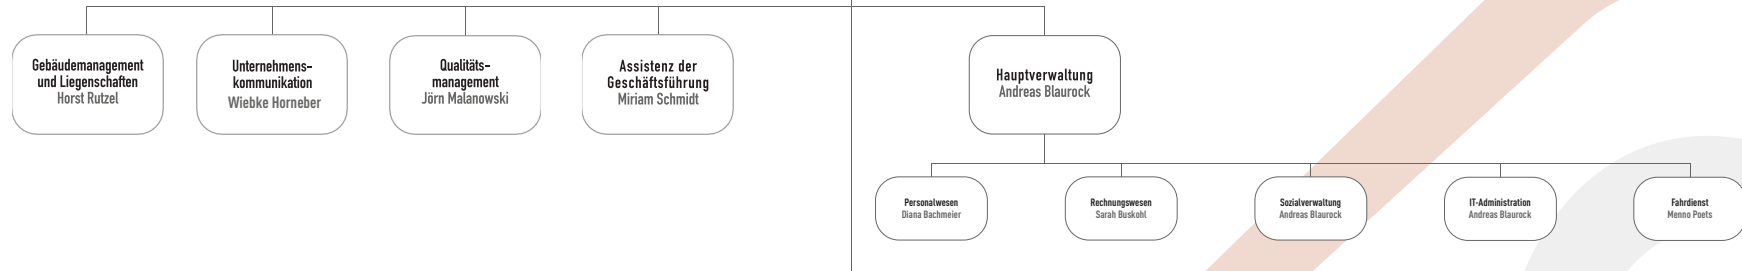 Gebäudemanagement
und Liegenschaften
Horst Rutzel
Unternehmens-
kommunikation
Wiebke Horneber
Qualitäts-
management
Jörn Malanowski
Assistenz der
Geschäftsführung
Miriam Schmidt
Hauptverwaltung
Andreas Blaurock
Personalwesen
Diana Bachmeier
Rechnungswesen
Sarah Buskohl
Sozialverwaltung
Andreas Blaurock
IT-Administration
Andreas Blaurock
Fahrdienst
Menno Poets